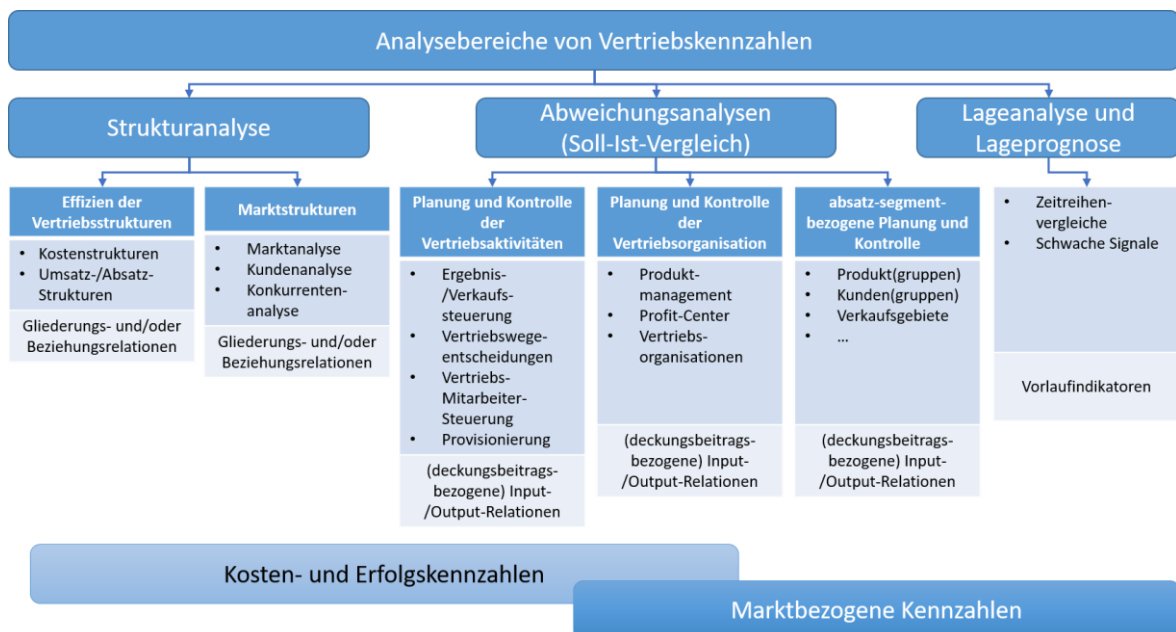 Analysebereiche von Vertriebskennzahlen
Strukturanalyse
Abweichungsanalysen
(Soll-Ist-Vergleich)
Lageanalyse und
Lageprognose
Effizien der
Vertriebsstrukturen
• Kostenstrukturen
• Umsatz-/Absatz-
Strukturen
Gliederungs- und/oder
Beziehungsrelationen
Marktstrukturen
• Marktanalyse
• Kundenanalyse
• Konkurrenten-
analyse
Gliederungs- und/oder
Beziehungsrelationen
Planung und Kontrolle
der
Vertriebsaktivitäten
• Ergebnis-
/Verkaufs-
steuerung
• Vertriebswege-
entscheidungen
• Vertriebs-
Mitarbeiter-
Steuerung
• Provisionierung
(deckungsbeitrags-
bezogene) Input-
/Output-Relationen
Planung und Kontrolle
der
Vertriebsorganisation
• Produkt-
management
• Profit-Center
• Vertriebs-
organisationen
(deckungsbeitrags-
bezogene) Input-
/Output-Relationen
absatz-segment-
bezogene Planung und
Kontrolle
• Produkt(gruppen)
• Kunden(gruppen)
• Verkaufsgebiete
• ...
(deckungsbeitrags-
bezogene) Input-
/Output-Relationen
• Zeitreihen-
vergleiche
• Schwache Signale
Vorlaufindikatoren
Kosten- und Erfolgskennzahlen
Marktbezogene Kennzahlen